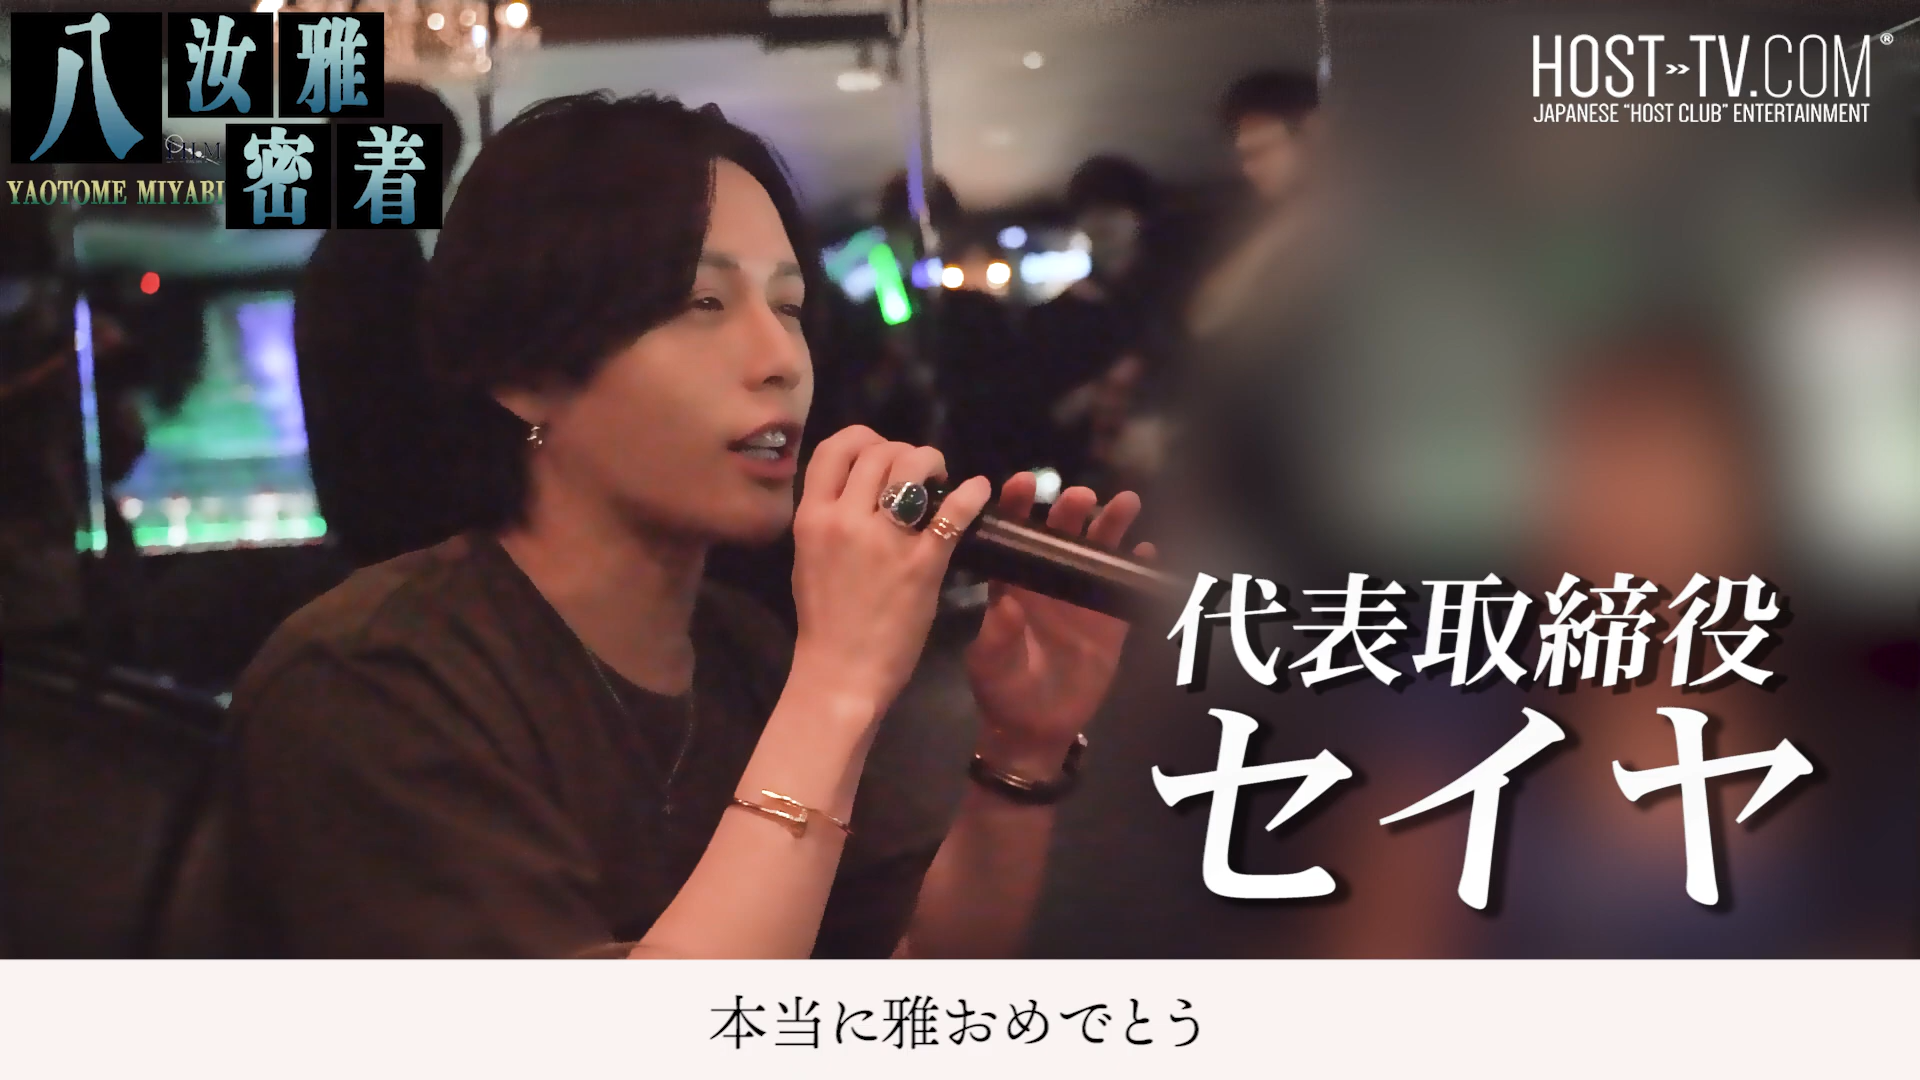 八汝雅
密着
YAOTOME MIYABI
HOST»TV.COM®
JAPANESE "HOST CLUB" ENTERTAINMENT
代表取締役
セイヤ
本当に雅おめでとう